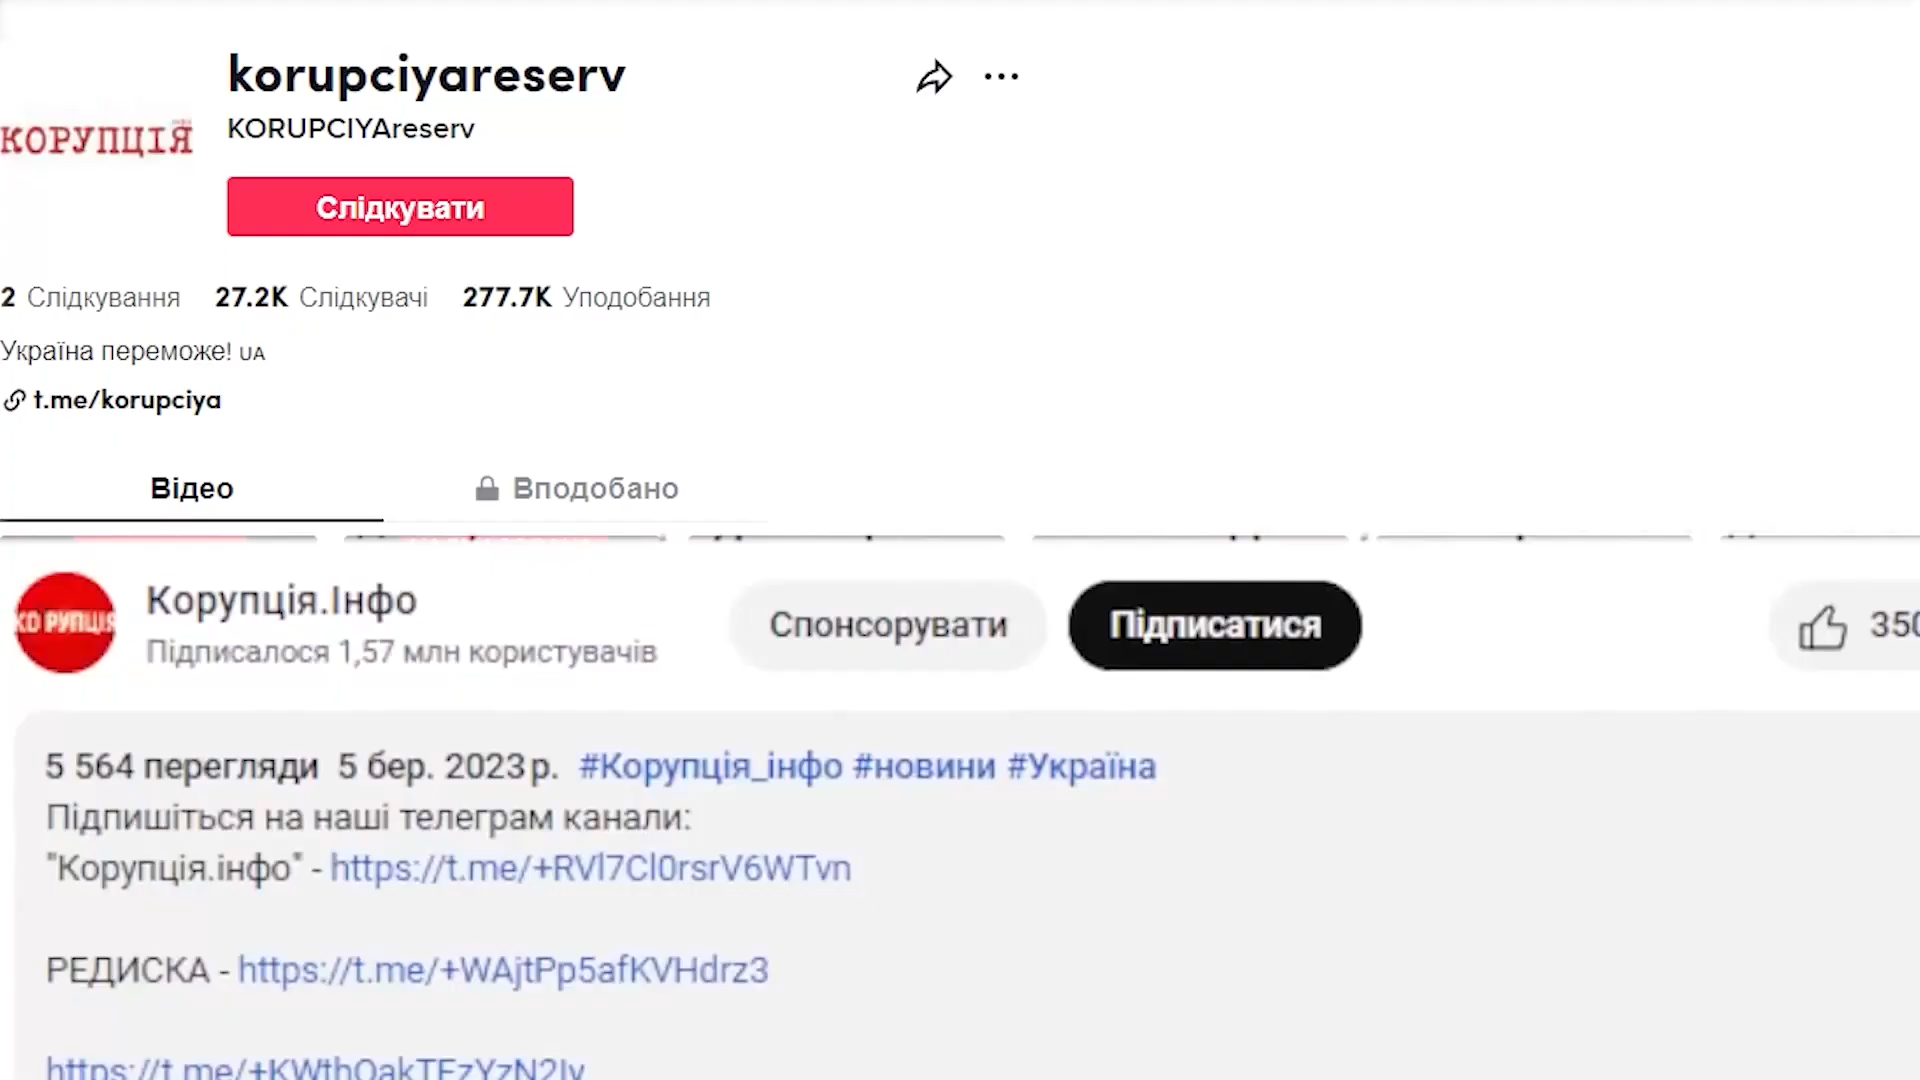 korupciyareserv
KORUPCIYAreserv
КОРУПЦІЯ
Слідкувати
2 Слідкування 27.2K Слідкувачі 277.7K Уподобання
Україна переможе! UA
t.me/korupciya
Відео Вподобано
Корупція.Інфо
КОРУПЦІЯ
Підписалося 1,57 млн користувачів
Спонсорувати
Підписатися
350
5 564 перегляди 5 бер. 2023 р. #Корупція_інфо #новини #Україна
Підпишіться на наші телеграм канали:
"Корупція.інфо" - https://t.me/+RVl7Cl0rsrV6WTvn
РЕДИСКА - https://t.me/+WAjtPp5afKVHdrz3
https://t.me/+KWthOakTEzYzN2Iy